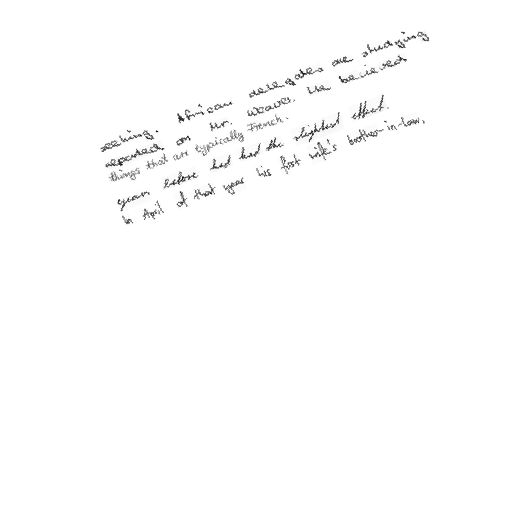 seeking. African delegates are studying
reported on Mr. Weaver. He believed
things that are typically French.
years before had had the slightest effect.
In April of that year his first wife's brother-in-law,